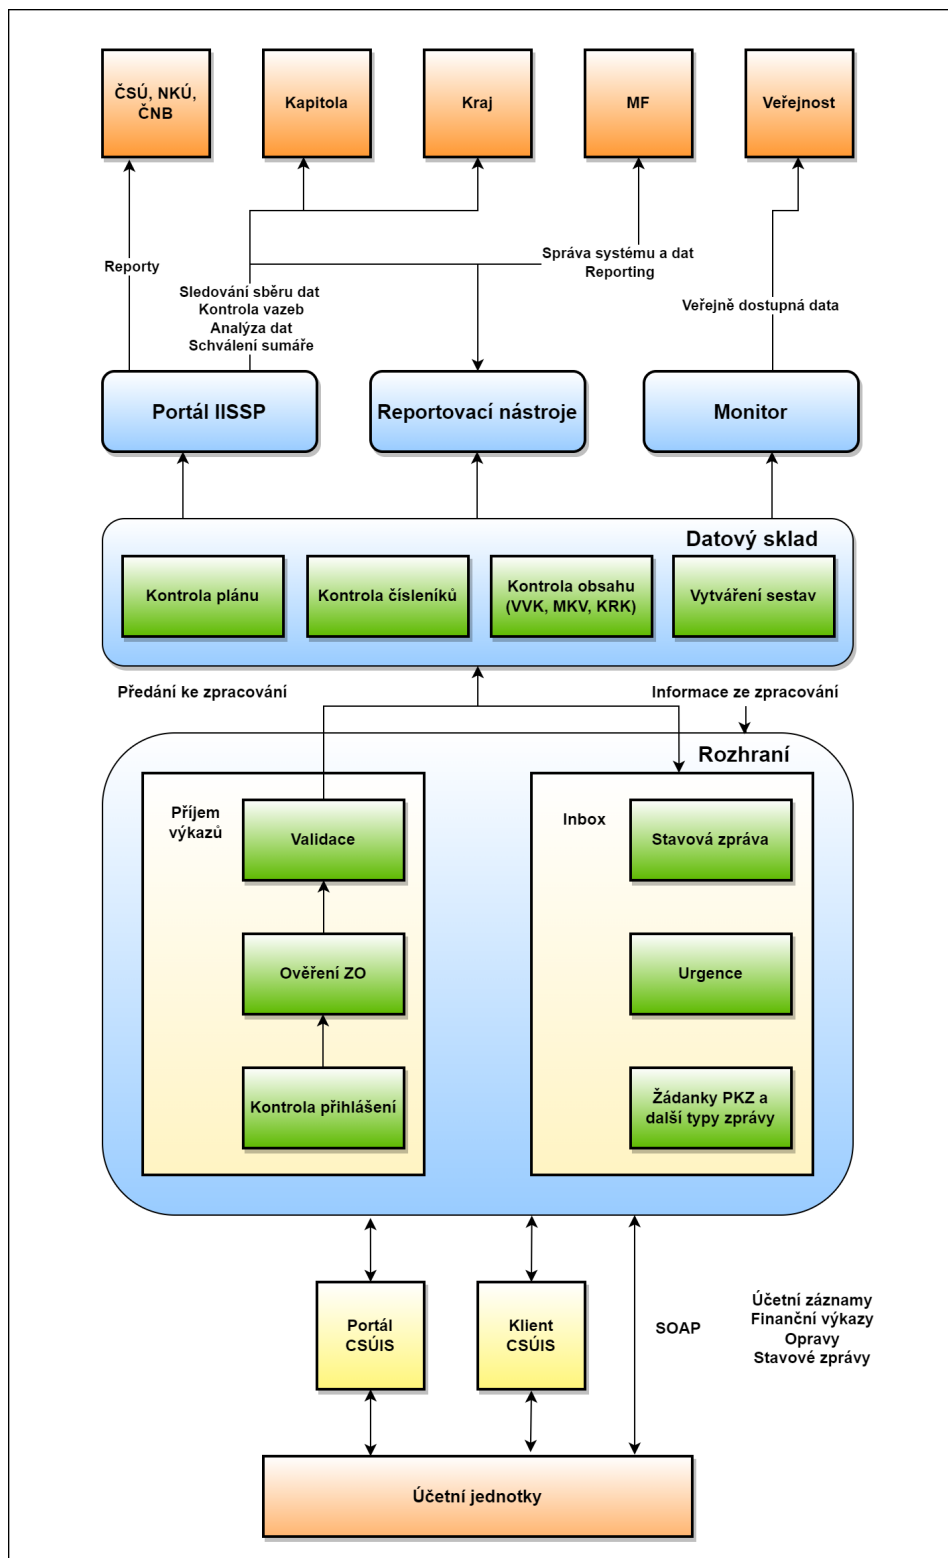 ČSÚ, NKÚ,
ČNB
Kapitola
Kraj
MF
Veřejnost
Reporty
Sledování sběru dat
Kontrola vazeb
Analýza dat
Schválení sumáře
Správa systému a dat
Reporting
Veřejně dostupná data
Portál IISSP
Reportovací nástroje
Monitor
Datový sklad
Kontrola plánu
Kontrola čísleníků
Kontrola obsahu
(VVK, MKV, KRK)
Vytváření sestav
Předání ke zpracování
Informace ze zpracování
Rozhraní
Příjem
výkazů
Validace
Ověření ZO
Kontrola přihlášení
Inbox
Stavová zpráva
Urgence
Žádanky PKZ a
další typy zprávy
Portál
CSÚIS
Klient
CSÚIS
SOAP
Účetní záznamy
Finanční výkazy
Opravy
Stavové zprávy
Účetní jednotky